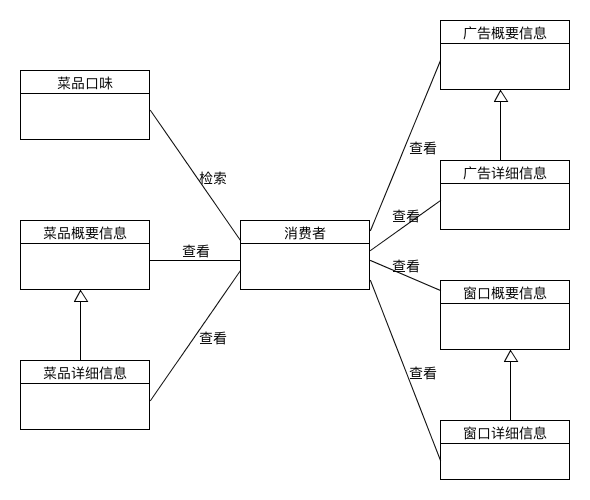 广告概要信息
菜品口味
查看
广告详细信息
检索
查看
菜品概要信息
消费者
查看
查看
窗口概要信息
查看
菜品详细信息
查看
窗口详细信息